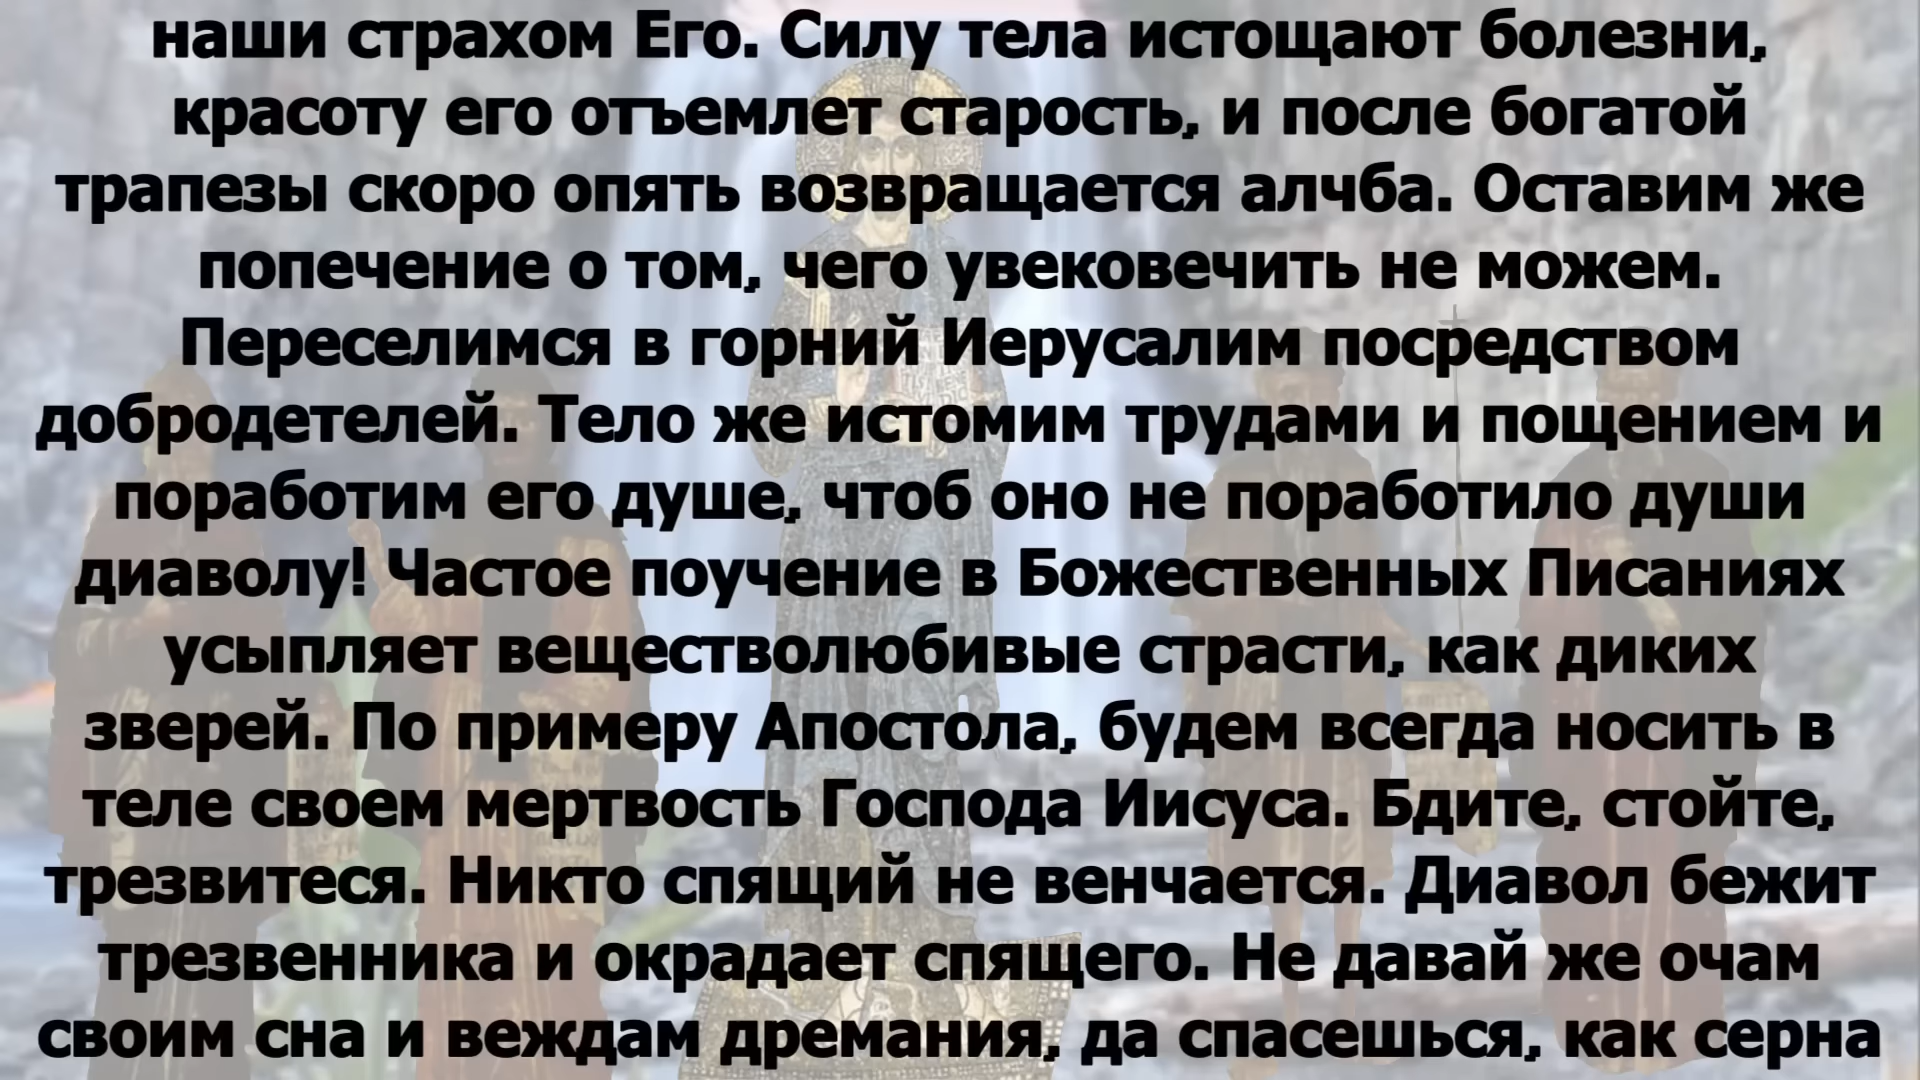 наши страхом Его. Силу тела истощают болезни,
красоту его отъемлет старость, и после богатой
трапезы скоро опять возвращается алчба. Оставим же
попечение о том, чего увековечить не можем.
Переселимся в горний Иерусалим посредством
добродетелей. Тело же истомим трудами и пощением и
поработим его душе, чтоб оно не поработило души
диаволу! Частое поучение в Божественных Писаниях
усыпляет веществолюбивые страсти, как диких
зверей. По примеру Апостола, будем всегда носить в
теле своем мертвость Господа Иисуса. Бдите, стойте,
трезвитеся. Никто спящий не венчается. Диавол бежит
трезвенника и окрадает спящего. Не давай же очам
своим сна и веждам дремания, да спасешься, как серна